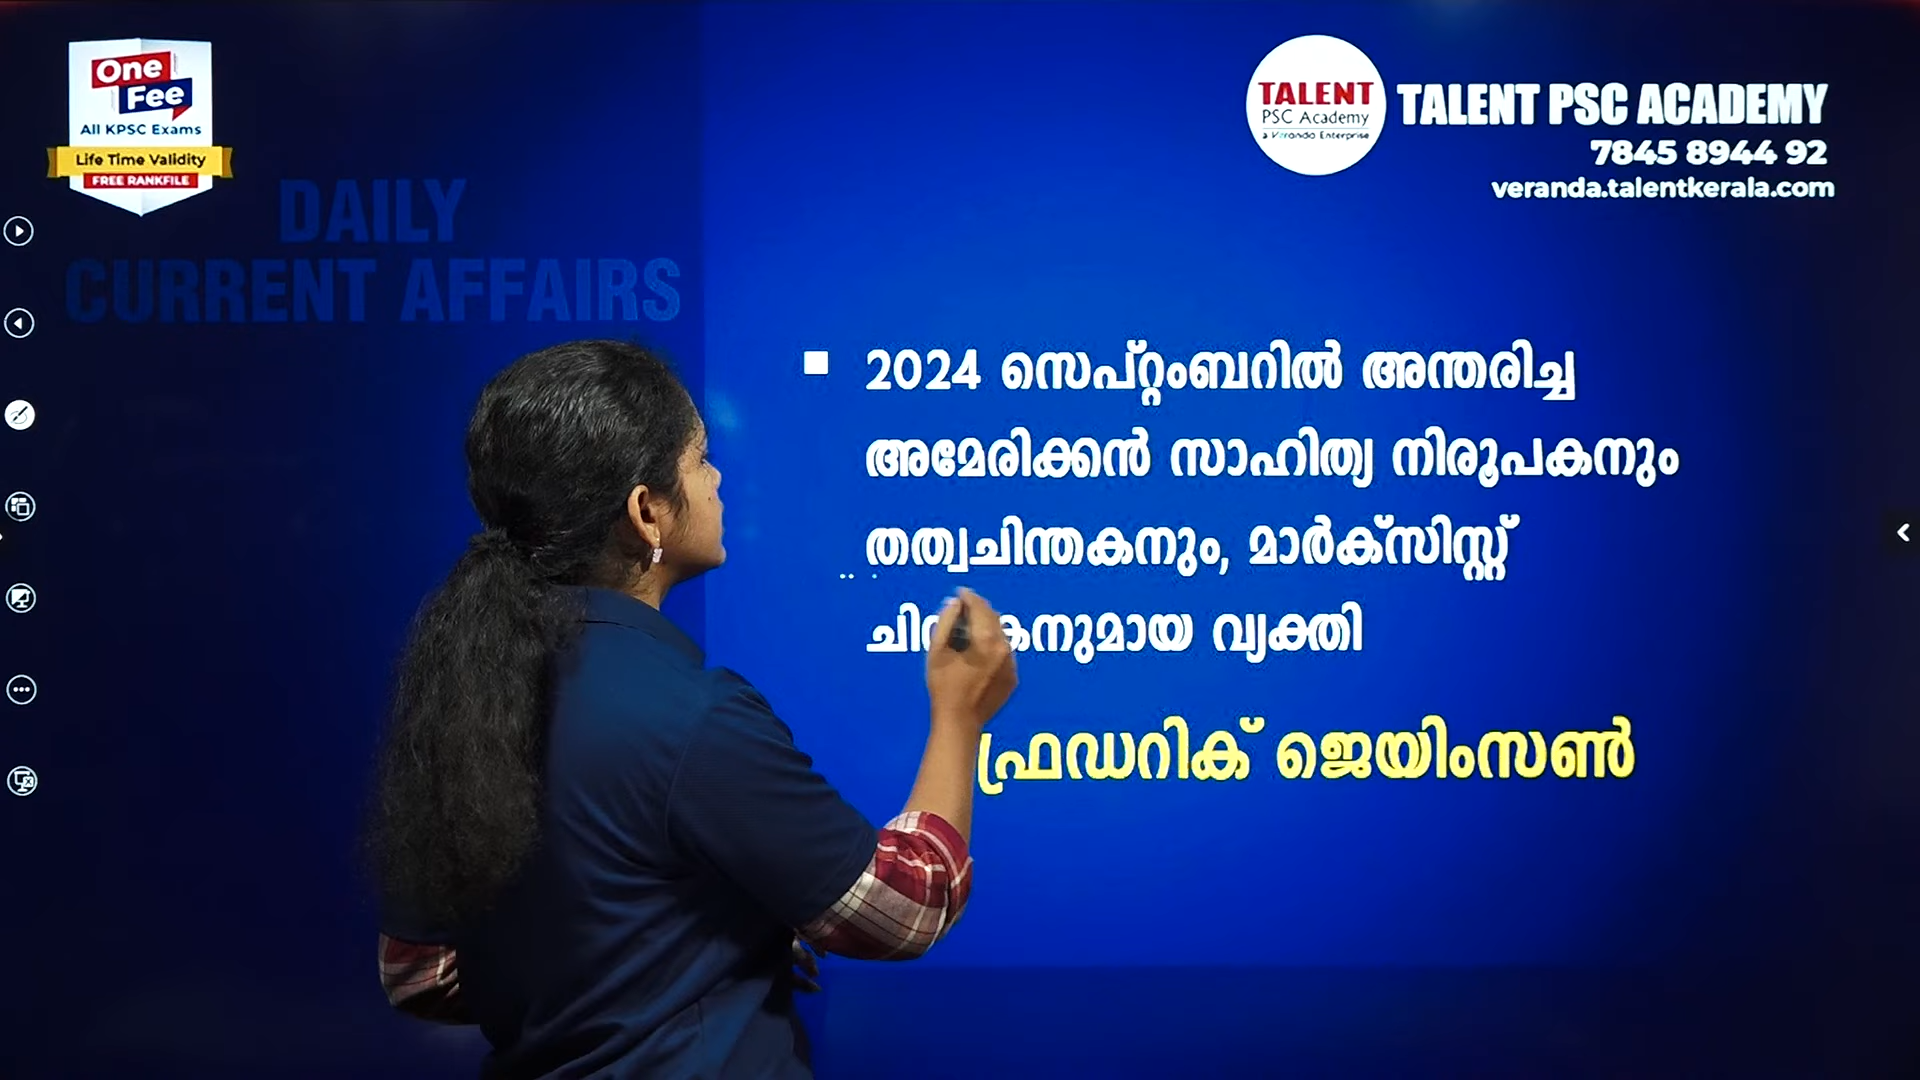 One
Fee
All KPSC Exams
Life Time Validity
FREE RANKFILE
TALENT
PSC Academy
a Veranda Enterprise
TALENT PSC ACADEMY
7845 8944 92
veranda.talentkerala.com
DAILY
CURRENT AFFAIRS
2024 സെപ്റ്റംബറിൽ അന്തരിച്ച
അമേരിക്കൻ സാഹിത്യ നിരൂപകനും
തത്വചിന്തകനും, മാർക്സിസ്റ്റ്
വ്യക്തി
ഫ്രഡറിക് ജെയിംസൺ